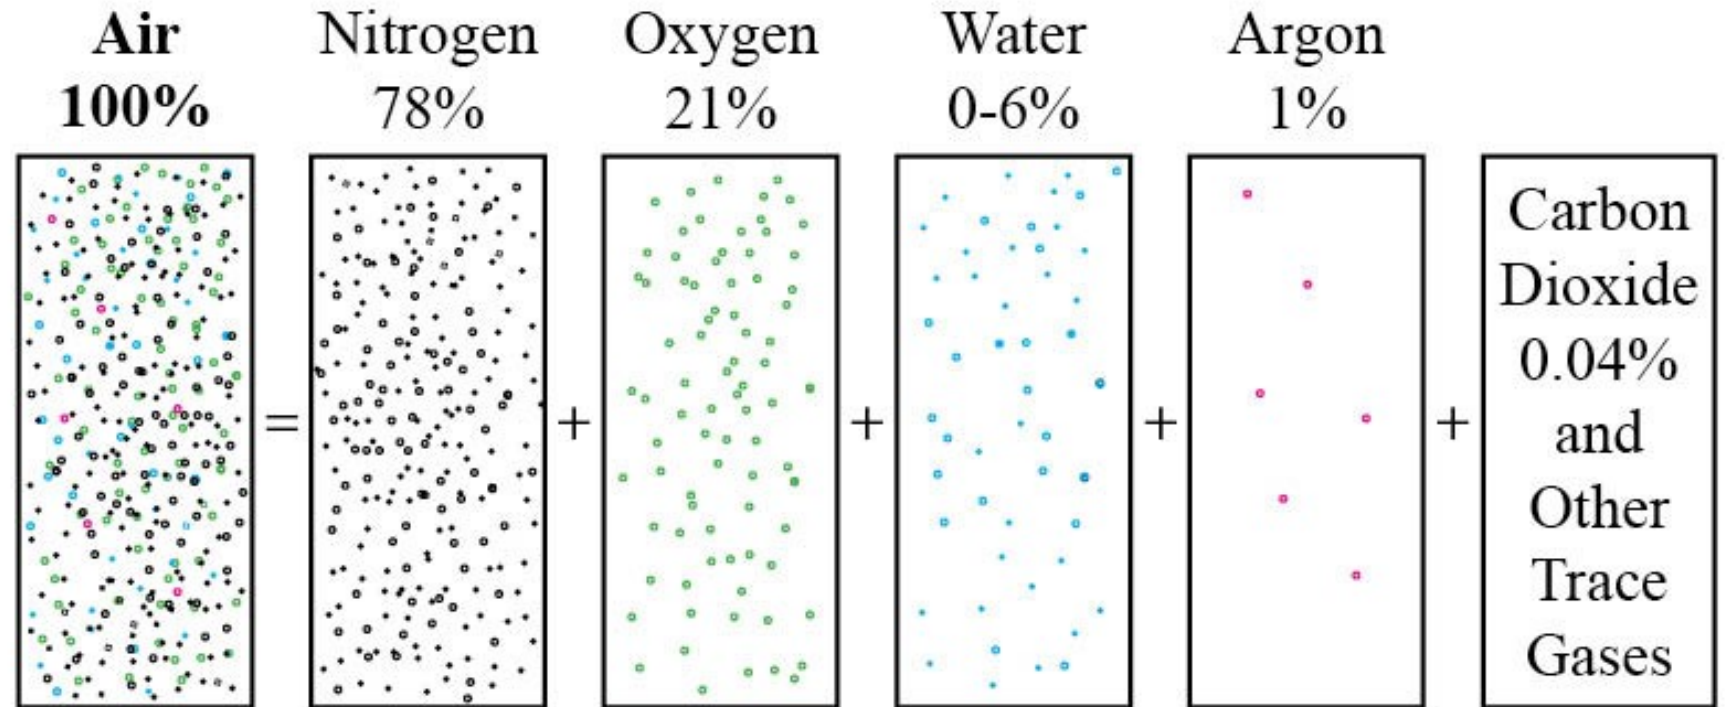 Air
100%
Nitrogen
78%
Oxygen
21%
Water
0-6%
Argon
1%
=
+
+
+
+
Carbon
Dioxide
0.04%
and
Other
Trace
Gases